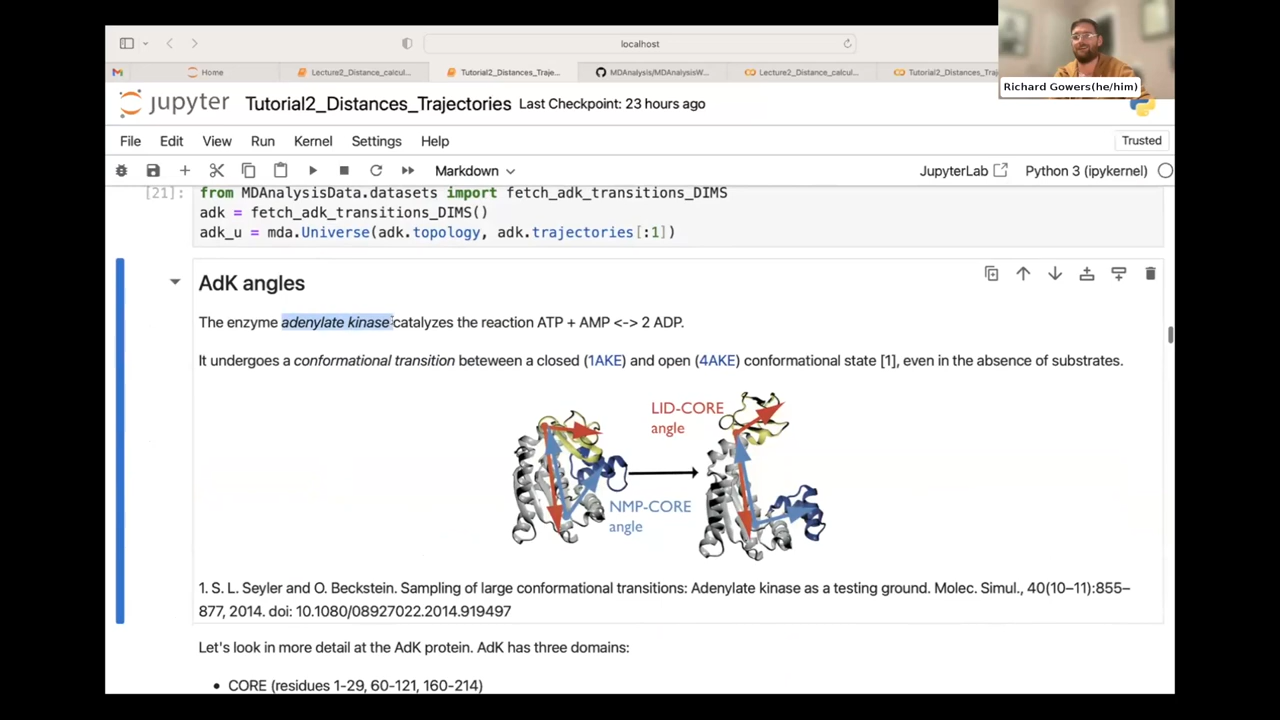 localhost
Home
Lecture2_Distance_calcul...
Tutorial2_Distances_Traje...
MDAnalysis/MDAnalysisW...
Lecture2_Distance_calcul...
Tutorial2_Distances_Traj
Richard Gowers(he/him)
jupyter
Tutorial2_Distances_Trajectories Last Checkpoint: 23 hours ago
File Edit View Run Kernel Settings Help
Trusted
Markdown
JupyterLab
Python 3 (ipykernel)
[21]:
from MDAnalysisData.datasets import fetch_adk_transitions_DIMS
adk = fetch_adk_transitions_DIMS()
adk_u = mda.Universe(adk.topology, adk.trajectories[:1])
AdK angles
The enzyme adenylate kinase catalyzes the reaction ATP + AMP <-> 2 ADP.
It undergoes a conformational transition beteween a closed (1AKE) and open (4AKE) conformational state [1], even in the absence of substrates.
LID-CORE
angle
NMP-CORE
angle
1. S. L. Seyler and O. Beckstein. Sampling of large conformational transitions: Adenylate kinase as a testing ground. Molec. Simul., 40(10–11):855–
877, 2014. doi: 10.1080/08927022.2014.919497
Let's look in more detail at the AdK protein. AdK has three domains:
• CORE (residues 1-29, 60-121, 160-214)